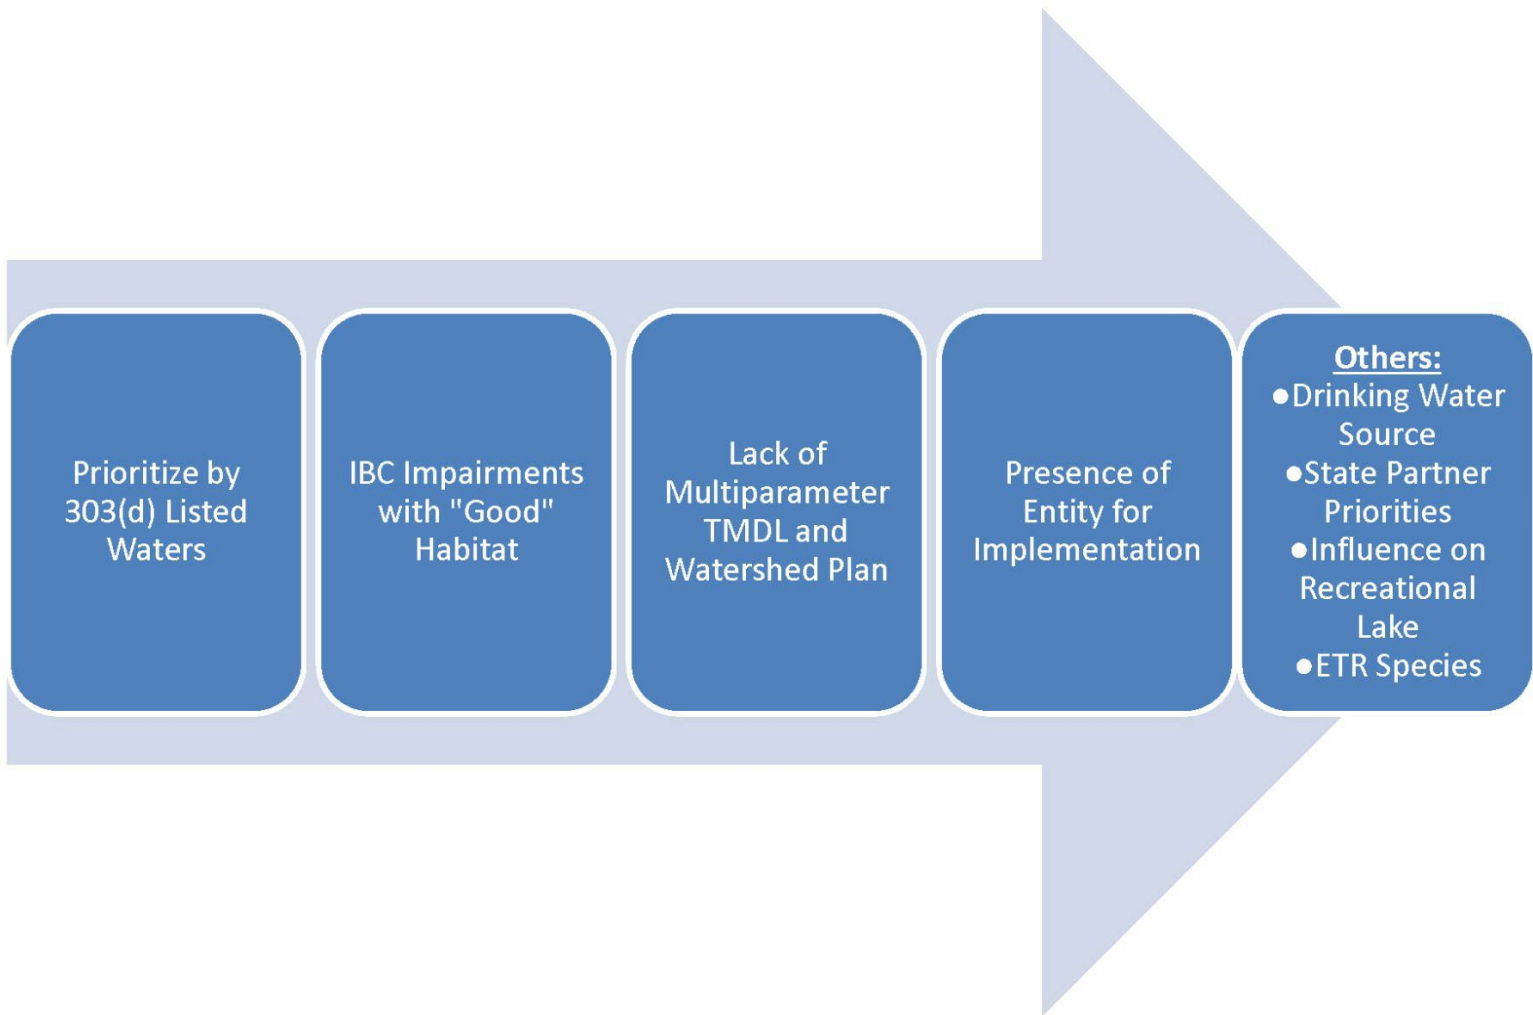 Prioritize by
303(d) Listed
Waters
IBC Impairments
with "Good"
Habitat
Lack of
Multiparameter
TMDL and
Watershed Plan
Presence of
Entity for
Implementation
Others:
●Drinking Water
Source
●State Partner
Priorities
●Influence on
Recreational
Lake
●ETR Species